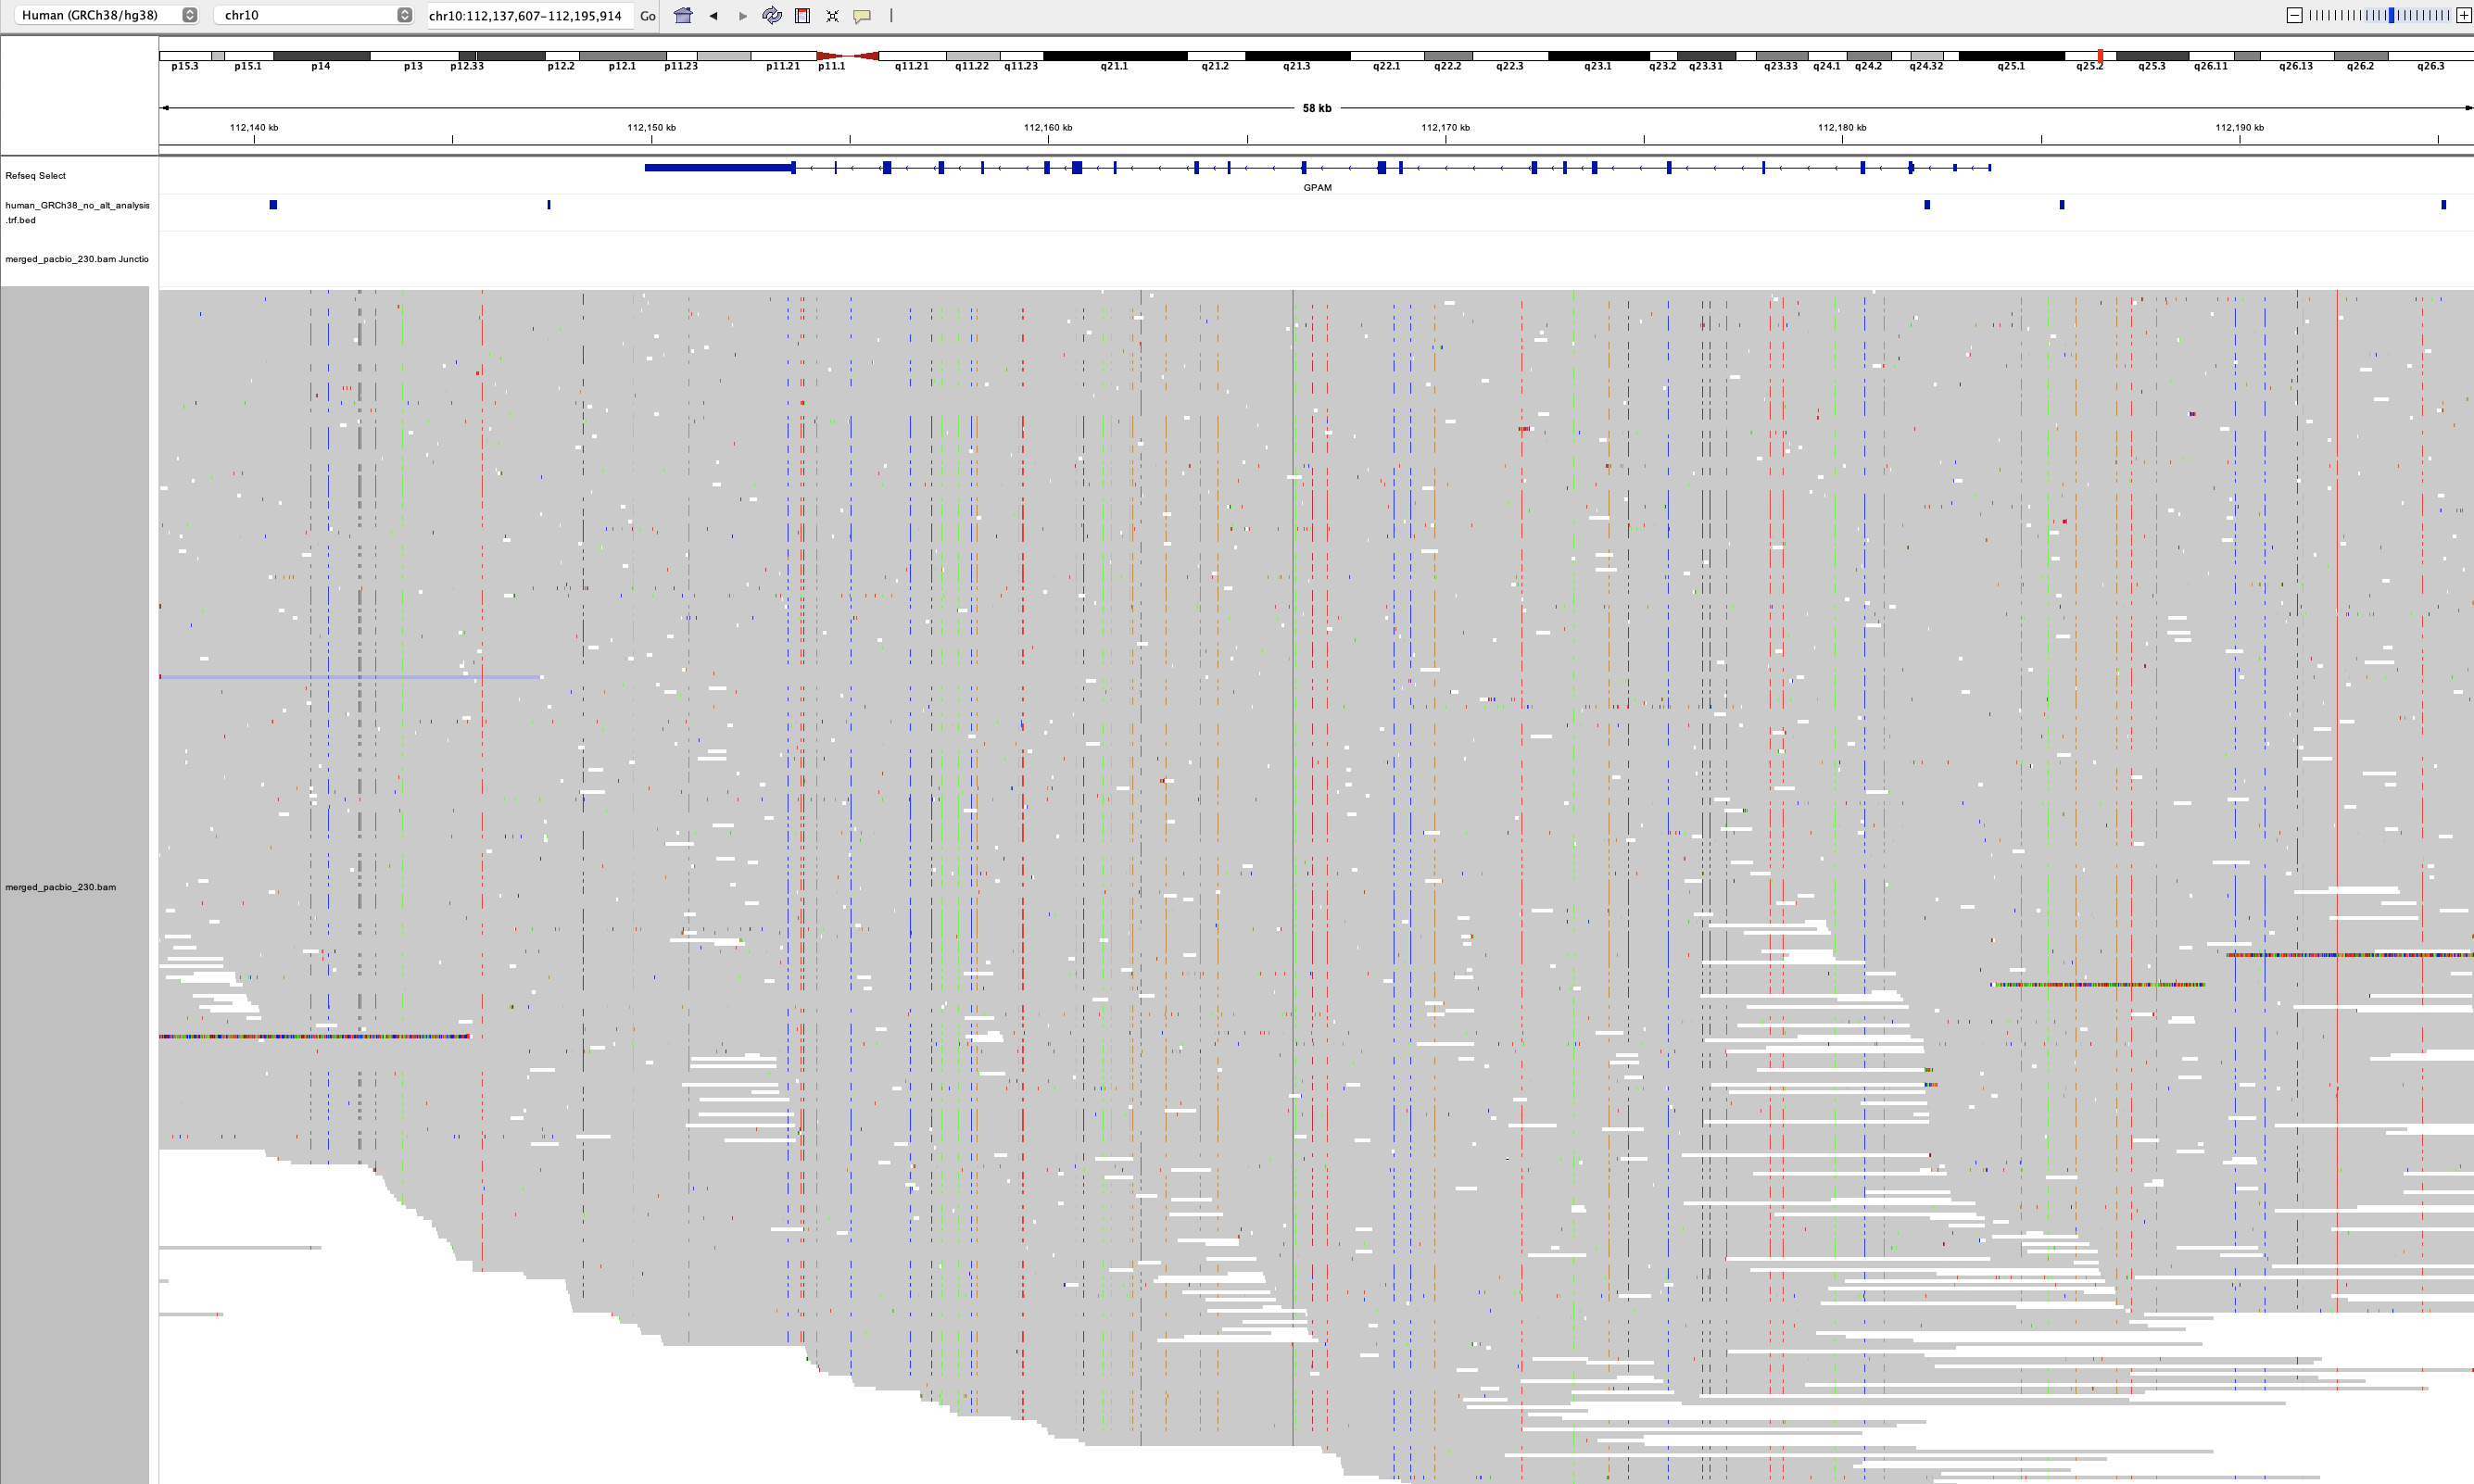 Human (GRCh38/hg38) chr10 chr10:112,137,607-112,195,914 Go
p15.3 p15.1 p14 p13 p12.33 p12.2 p12.1 p11.23 p11.21 p11.1 q11.21 q11.22 q11.23 q21.1 q21.2 q21.3 q22.1 q22.2 q22.3 q23.1 q23.2 q23.31 q23.33 q24.1 q24.2 q24.32 q25.1 q25.2 q25.3 q26.11 q26.13 q26.2 q26.3
58 kb
112,140 kb 112,150 kb 112,160 kb 112,170 kb 112,180 kb 112,190 kb
Refseq Select
GPAM
human_GRCh38_no_alt_analysis
.trf.bed
merged_pacbio_230.bam Junctio
merged_pacbio_230.bam